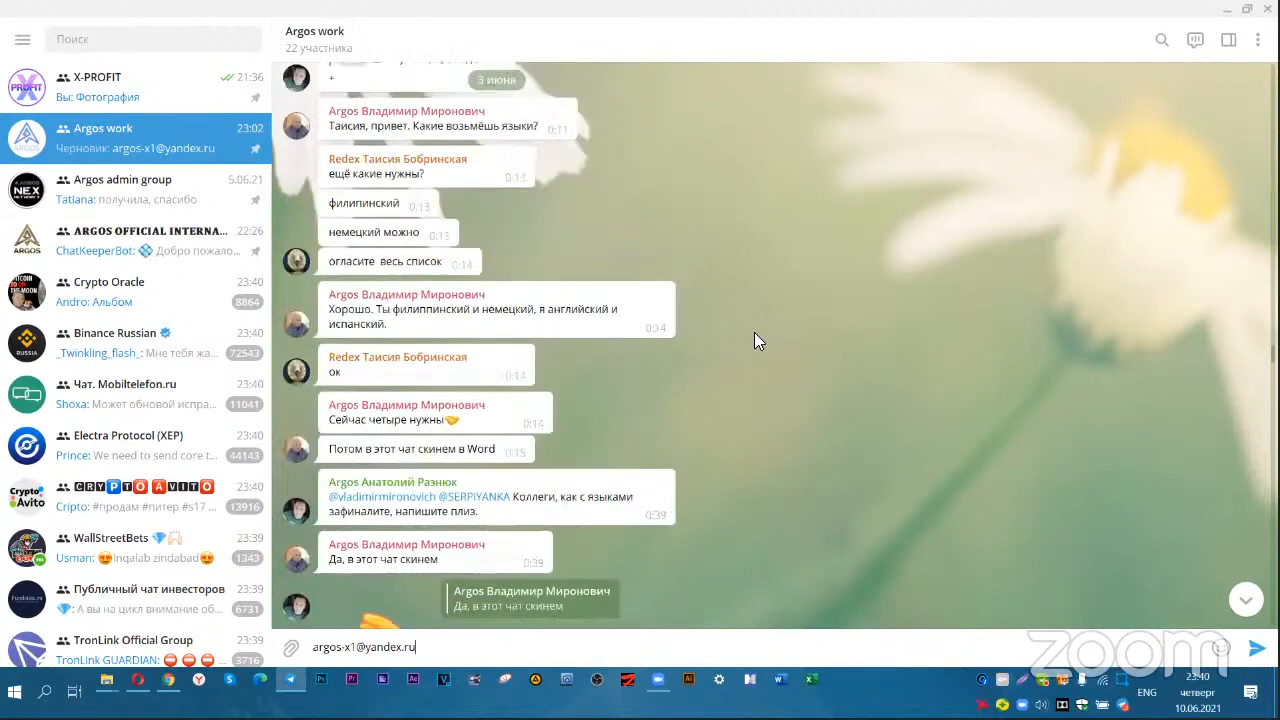 Поиск
X-PROFIT
21:36
Вы: Фотография
PROFIT
Argos work
23:02
Черновик: argos-x1@yandex.ru
ARGOS
Argos admin group
5.06.21
Tatiana: получила, спасибо
NEX
ARGOS OFFICIAL INTERNA...
22:26
ChatKeeperBot: 💠 Добро пожало...
ARGOS
Crypto Oracle
23:40
Andro: Альбом
8864
Binance Russian
23:40
_Twinkling_flash_: Мне тебя жа...
72543
RUSSIA
Чат. Mobiltelefon.ru
23:40
Shoxa: Может обновой испра...
11041
Electra Protocol (XEP)
23:40
Prince: We need to send core t...
44143
CRYPTO AVITO
23:40
Cripto: #продам #питер #s17 ...
13916
Crypto
Avito
WallStreetBets 💎🙌🏻
23:39
Usman: 😍Inqalab zindabad😍
1343
Публичный чат инвесторов
23:39
💎: А вы на цикл внимание об...
6731
TronLink Official Group
23:39
TronLink GUARDIAN: ⛔ ⛔ ⛔ ...
3716
Argos work
22 участника
+
3 июня
Argos Владимир Миронович
Таисия, привет, Какие возьмёшь языки?
0:11
Redex Таисия Бобринская
ещё какие нужны?
0:13
филипинский
0:13
немецкий можно
0:13
огласите весь список
0:14
Argos Владимир Миронович
Хорошо. Ты филиппинский и немецкий, я английский и
испанский.
0:14
Redex Таисия Бобринская
ок
0:14
Argos Владимир Миронович
Сейчас четыре нужны🤝
0:14
Потом в этот чат скинем в Word
0:15
Argos Анатолий Разнюк
@vladimirmironovIch @SERPIYANKA Коллеги, как с языками
зафиналите, напишите плиз.
0:39
Argos Владимир Миронович
Да, в этот чат скинем
0:39
Argos Владимир Миронович
Да, в этот чат скинем
argos-x1@yandex.ru
zoom
23:40
ENG
четверг
10.06.2021